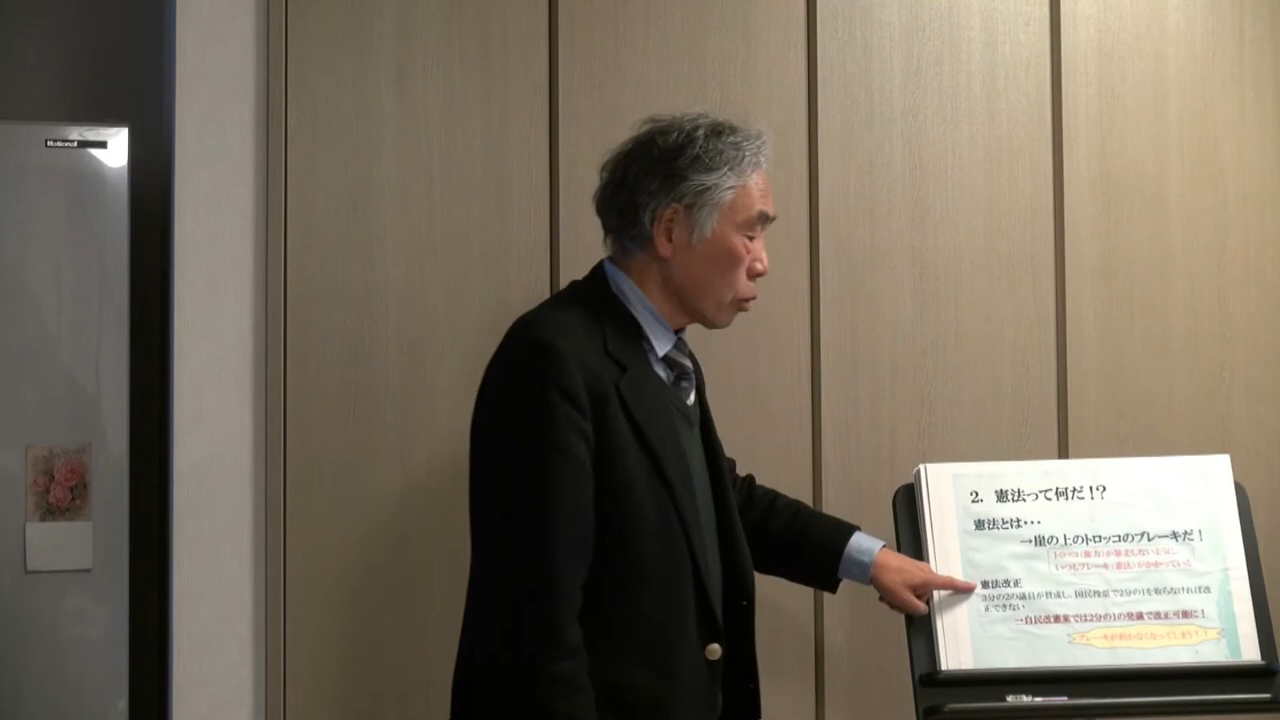 National
2. 憲法って何だ!?
憲法とは・・・
→崖の上のトロッコのブレーキだ!
トロッコ(権力)が暴走しないように、
いつもブレーキ(憲法)がかかっている
憲法改正
3分の2の議員が賛成し、国民投票で2分の1を取らなければ改
正できない
→自民改憲案では2分の1の発議で改正可能に!
ブレーキが利かなくなってしまう!!